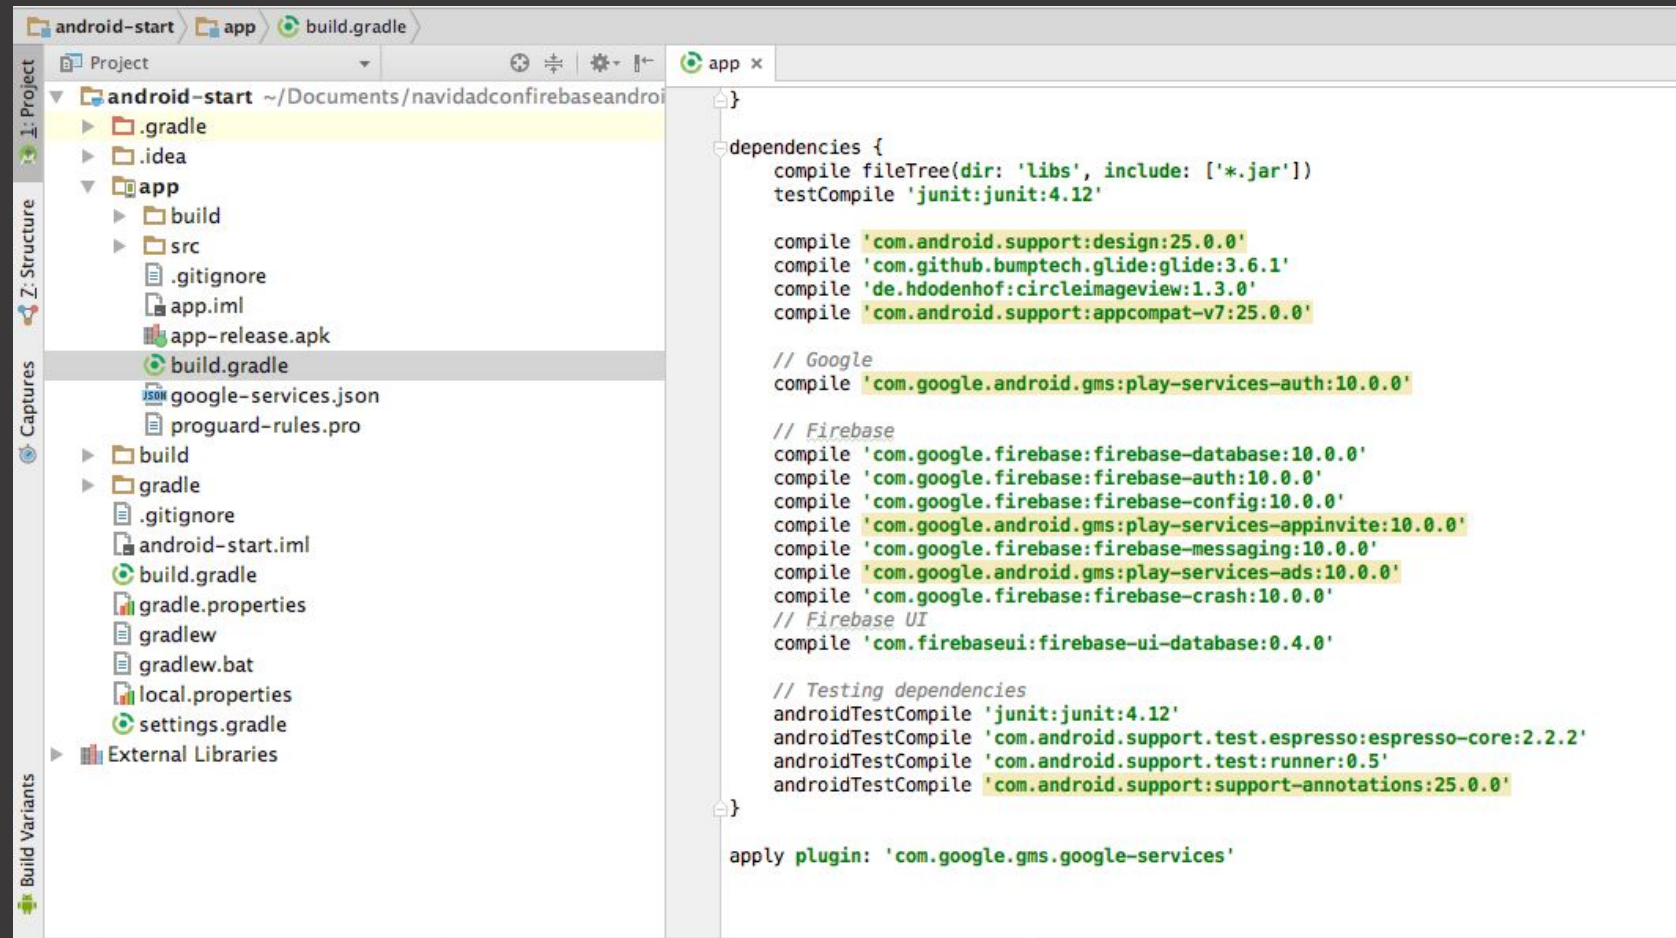 android-start app build.gradle
1: Project
Z: Structure
Captures
Build Variants
Project
android-start ~/Documents/navidadconfirebaseandroi
.gradle
.idea
app
build
src
.gitignore
app.iml
app-release.apk
build.gradle
JSON google-services.json
proguard-rules.pro
build
gradle
.gitignore
android-start.iml
build.gradle
gradle.properties
gradlew
gradlew.bat
local.properties
settings.gradle
External Libraries
app ×
}
dependencies {
compile fileTree(dir: 'libs', include: ['*.jar'])
testCompile 'junit:junit:4.12'
compile 'com.android.support:design:25.0.0'
compile 'com.github.bumptech.glide:glide:3.6.1'
compile 'de.hdodenhof:circleimageview:1.3.0'
compile 'com.android.support:appcompat-v7:25.0.0'
// Google
compile 'com.google.android.gms:play-services-auth:10.0.0'
// Firebase
compile 'com.google.firebase:firebase-database:10.0.0'
compile 'com.google.firebase:firebase-auth:10.0.0'
compile 'com.google.firebase:firebase-config:10.0.0'
compile 'com.google.android.gms:play-services-appinvite:10.0.0'
compile 'com.google.firebase:firebase-messaging:10.0.0'
compile 'com.google.android.gms:play-services-ads:10.0.0'
compile 'com.google.firebase:firebase-crash:10.0.0'
// Firebase UI
compile 'com.firebaseui:firebase-ui-database:0.4.0'
// Testing dependencies
androidTestCompile 'junit:junit:4.12'
androidTestCompile 'com.android.support.test.espresso:espresso-core:2.2.2'
androidTestCompile 'com.android.support.test:runner:0.5'
androidTestCompile 'com.android.support:support-annotations:25.0.0'
}
apply plugin: 'com.google.gms.google-services'